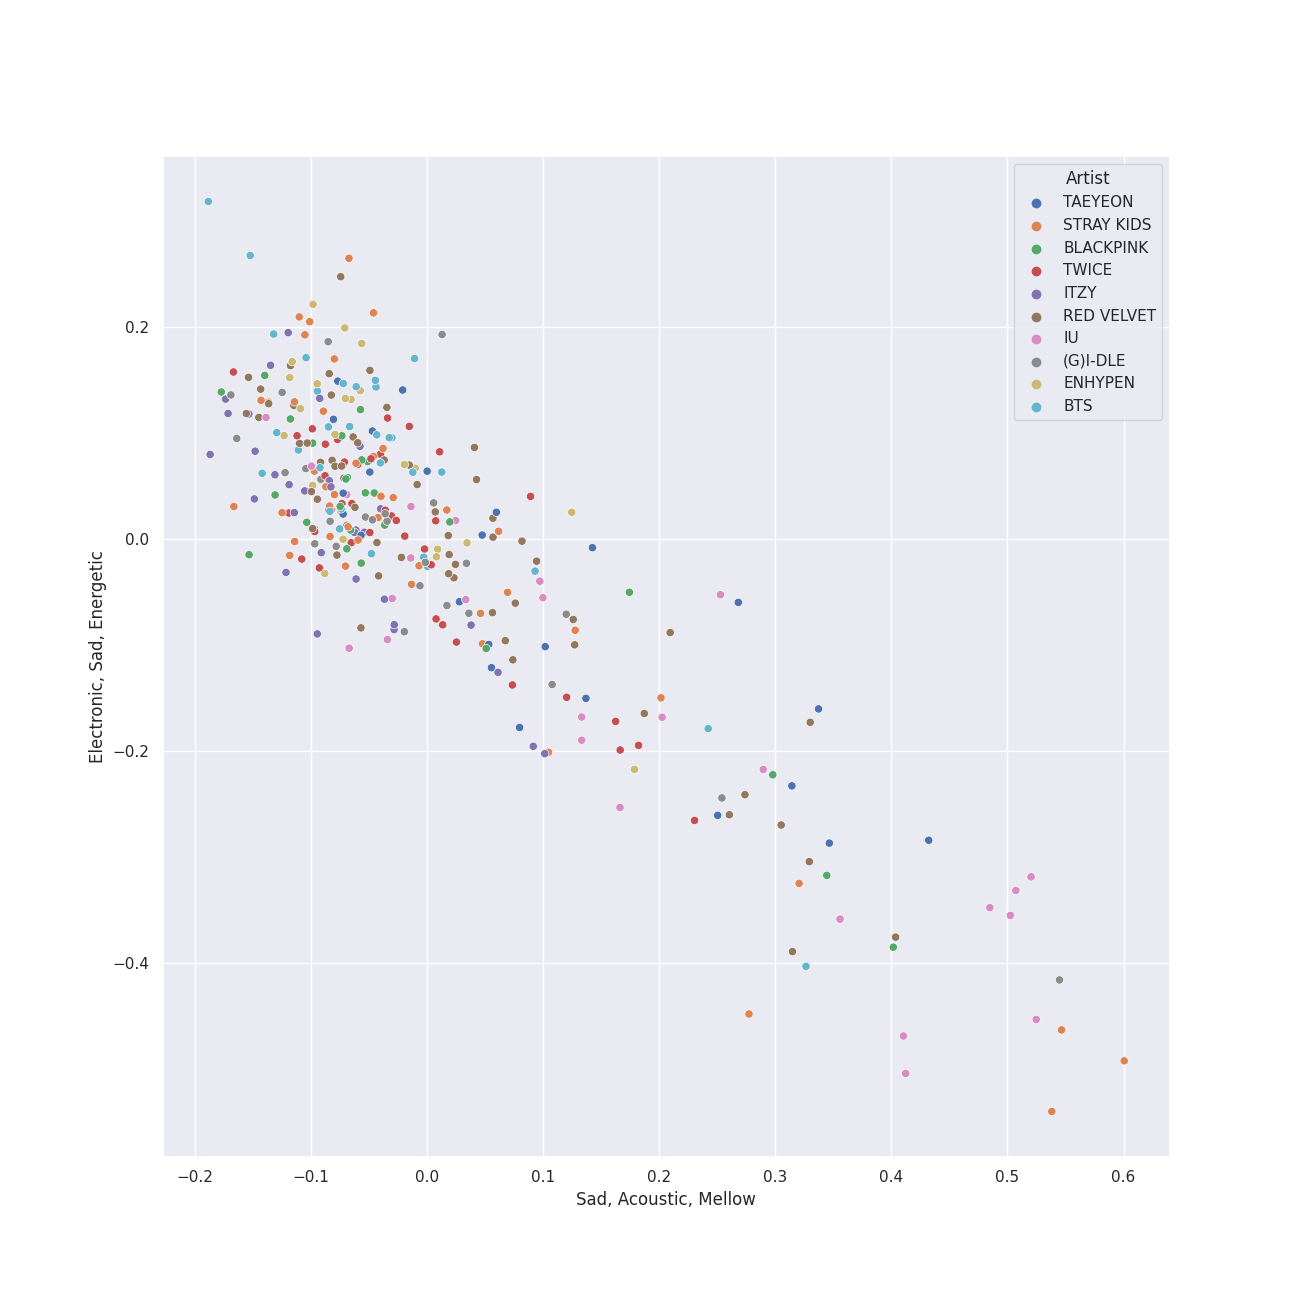 Artist
TAEYEON
STRAY KIDS
BLACKPINK
TWICE
ITZY
RED VELVET
IU
(G)I-DLE
ENHYPEN
BTS
0.2
0.0
−0.2
−0.4
Electronic, Sad, Energetic
−0.2 −0.1 0.0 0.1 0.2 0.3 0.4 0.5 0.6
Sad, Acoustic, Mellow